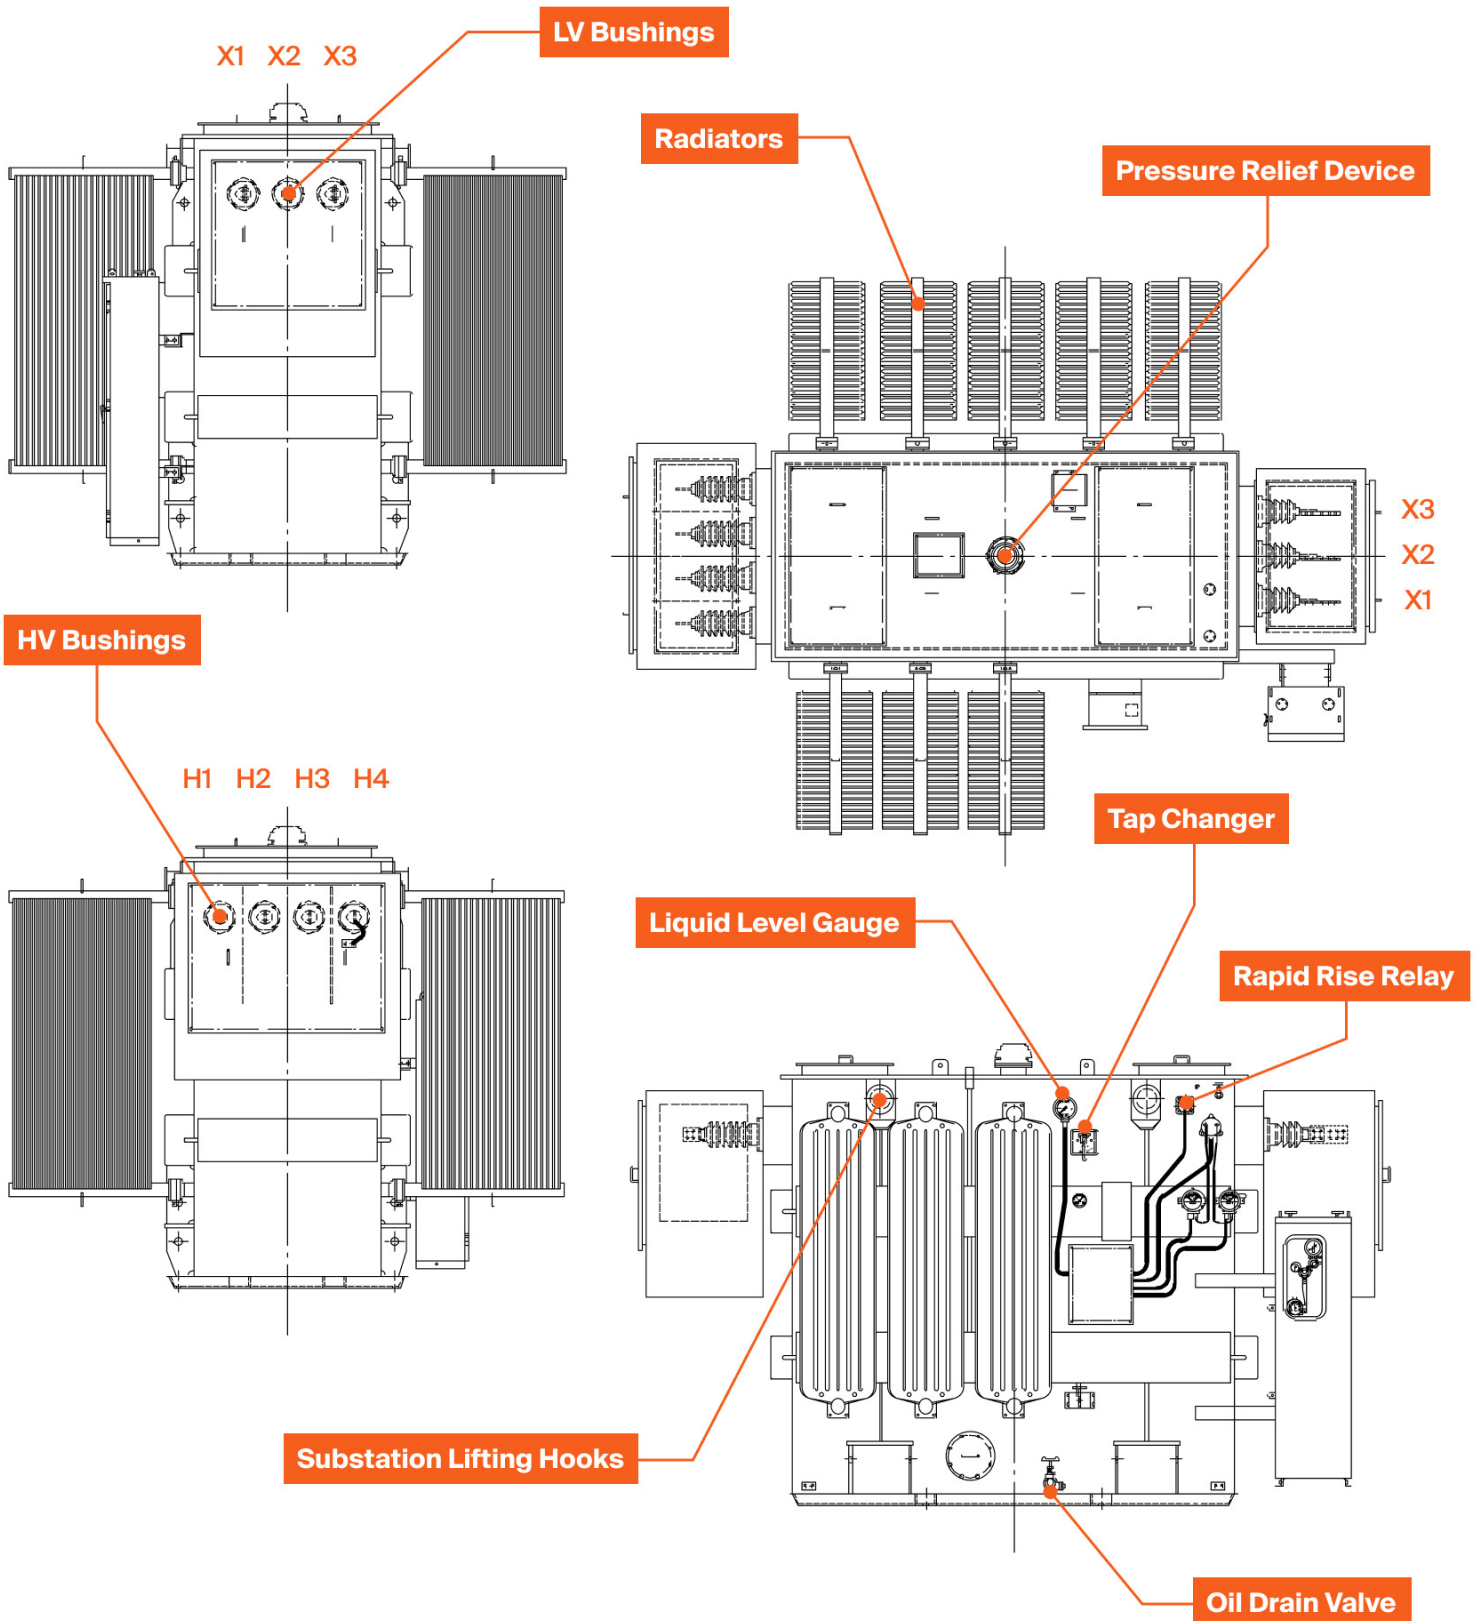 LV Bushings
X1 X2 X3
Radiators
Pressure Relief Device
X3
X2
X1
HV Bushings
H1 H2 H3 H4
Tap Changer
Liquid Level Gauge
Rapid Rise Relay
Substation Lifting Hooks
Oil Drain Valve